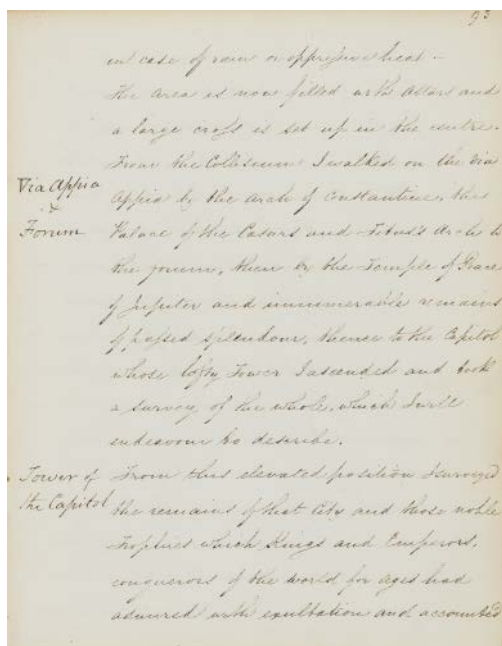 93
in case of rain or oppressive heat –
the area is now filled with Altars and
a large cross is set up in the centre.
From the Colliseum I walked on the Via
Via Appia
&
Forum
Appia by the Arch of Constantine, the
Palace of the Cæsars and Titus's Arch to
the forum, then by the Temple of Peace
of Jupiter and innumerable remains
of passed splendour, thence to the Capitol
whose lofty Tower I ascended and took
a survey of the whole, which I will
endeavour to describe.
Tower of
the Capitol
From this elevated position I surveyed
the remains of that City and those noble
Trophies which Kings and Emperors,
conquerors of the world for ages had
admired with exultation and accounted